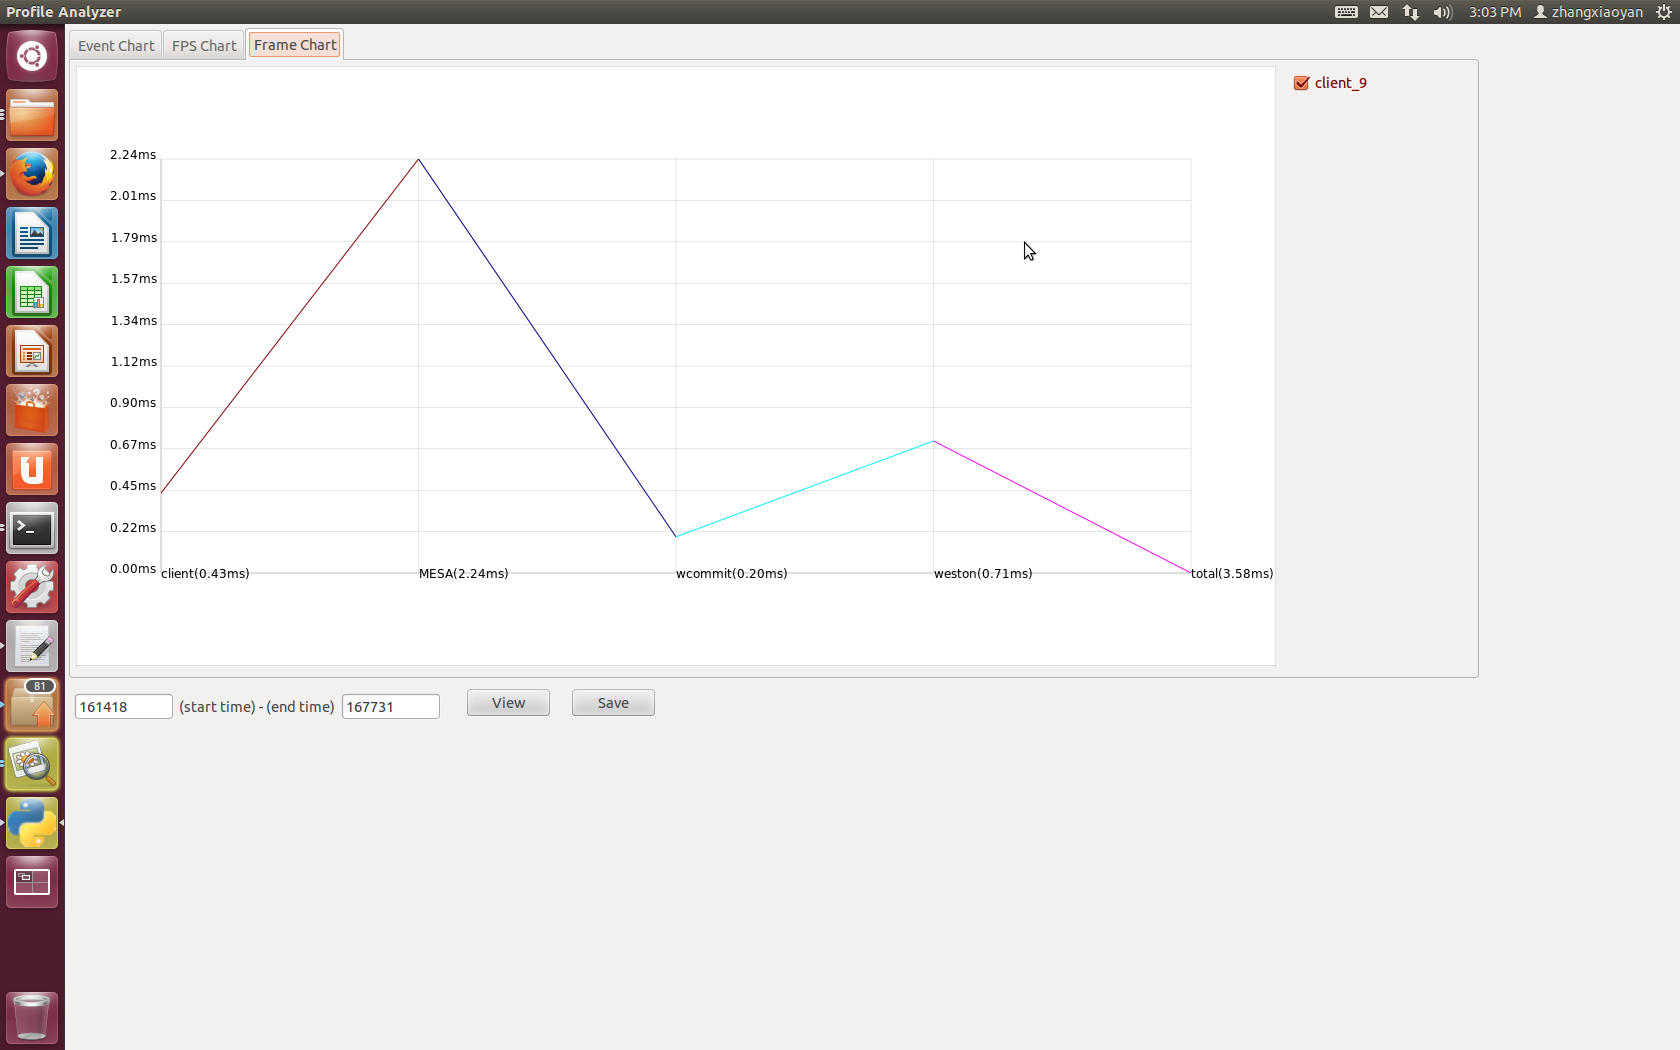 Profile Analyzer
3:03 PM zhangxiaoyan
Event Chart FPS Chart Frame Chart
client_9
2.24ms
2.01ms
1.79ms
1.57ms
1.34ms
1.12ms
0.90ms
0.67ms
0.45ms
0.22ms
0.00ms
client(0.43ms) MESA(2.24ms) wcommit(0.20ms) weston(0.71ms) total(3.58ms)
81
161418 (start time) - (end time) 167731 View Save